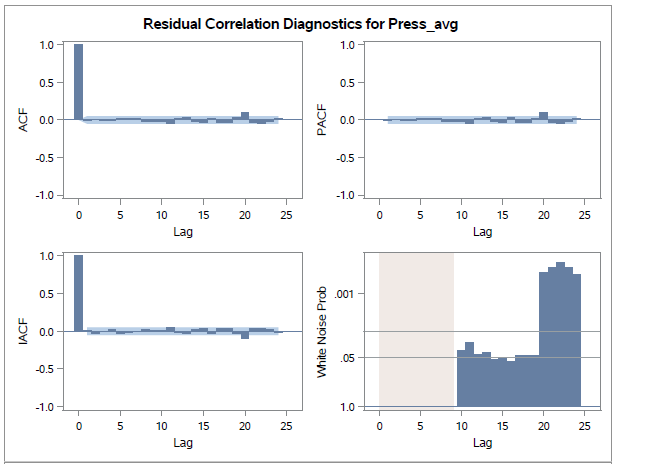 Residual Correlation Diagnostics for Press_avg
1.0
0.5
0.0
-0.5
-1.0
ACF
0 5 10 15 20 25
Lag
1.0
0.5
0.0
-0.5
-1.0
PACF
0 5 10 15 20 25
Lag
1.0
0.5
0.0
-0.5
-1.0
IACF
0 5 10 15 20 25
Lag
.001
.05
1.0
White Noise Prob
0 5 10 15 20 25
Lag